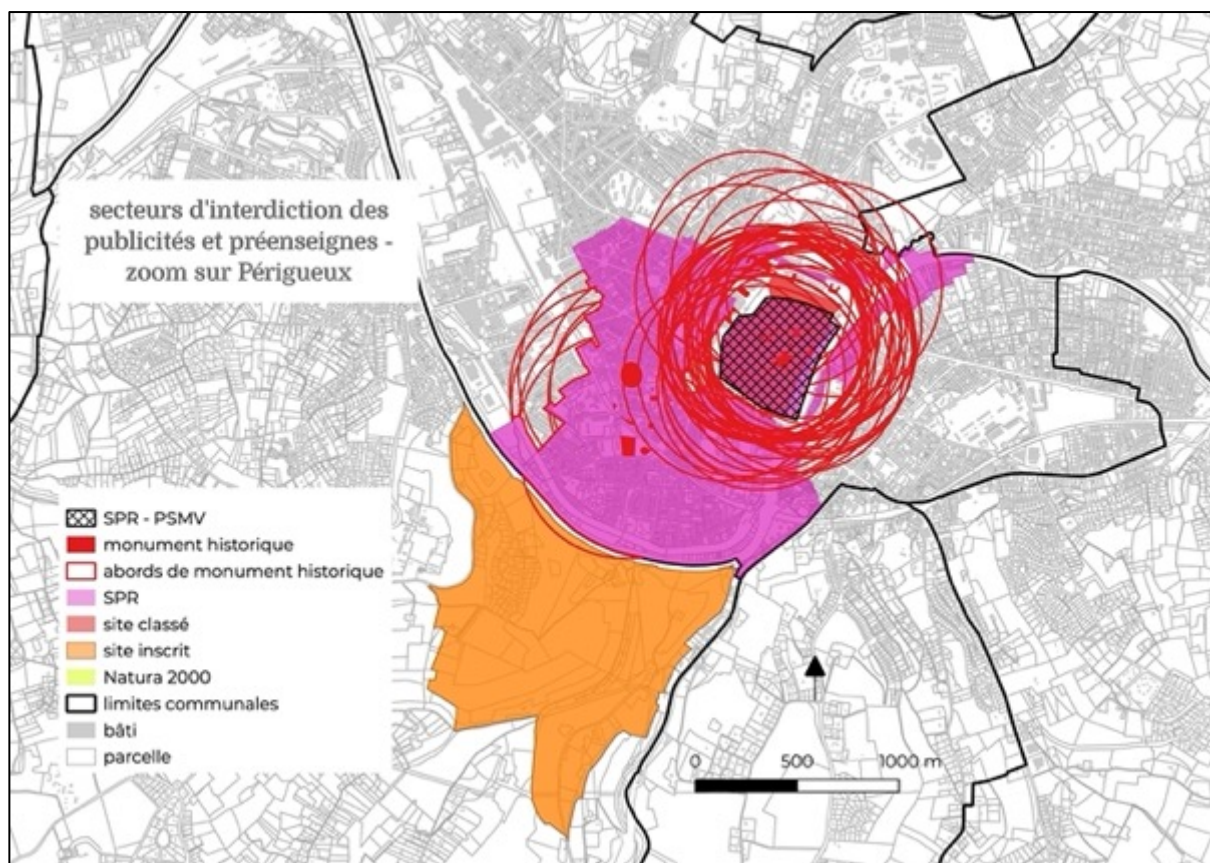 secteurs d'interdiction des
publicités et préenseignes -
zoom sur Périgueux
SPR - PSMV
monument historique
abords de monument historique
SPR
site classé
site inscrit
Natura 2000
limites communales
bâti
parcelle
0 500 1000 m